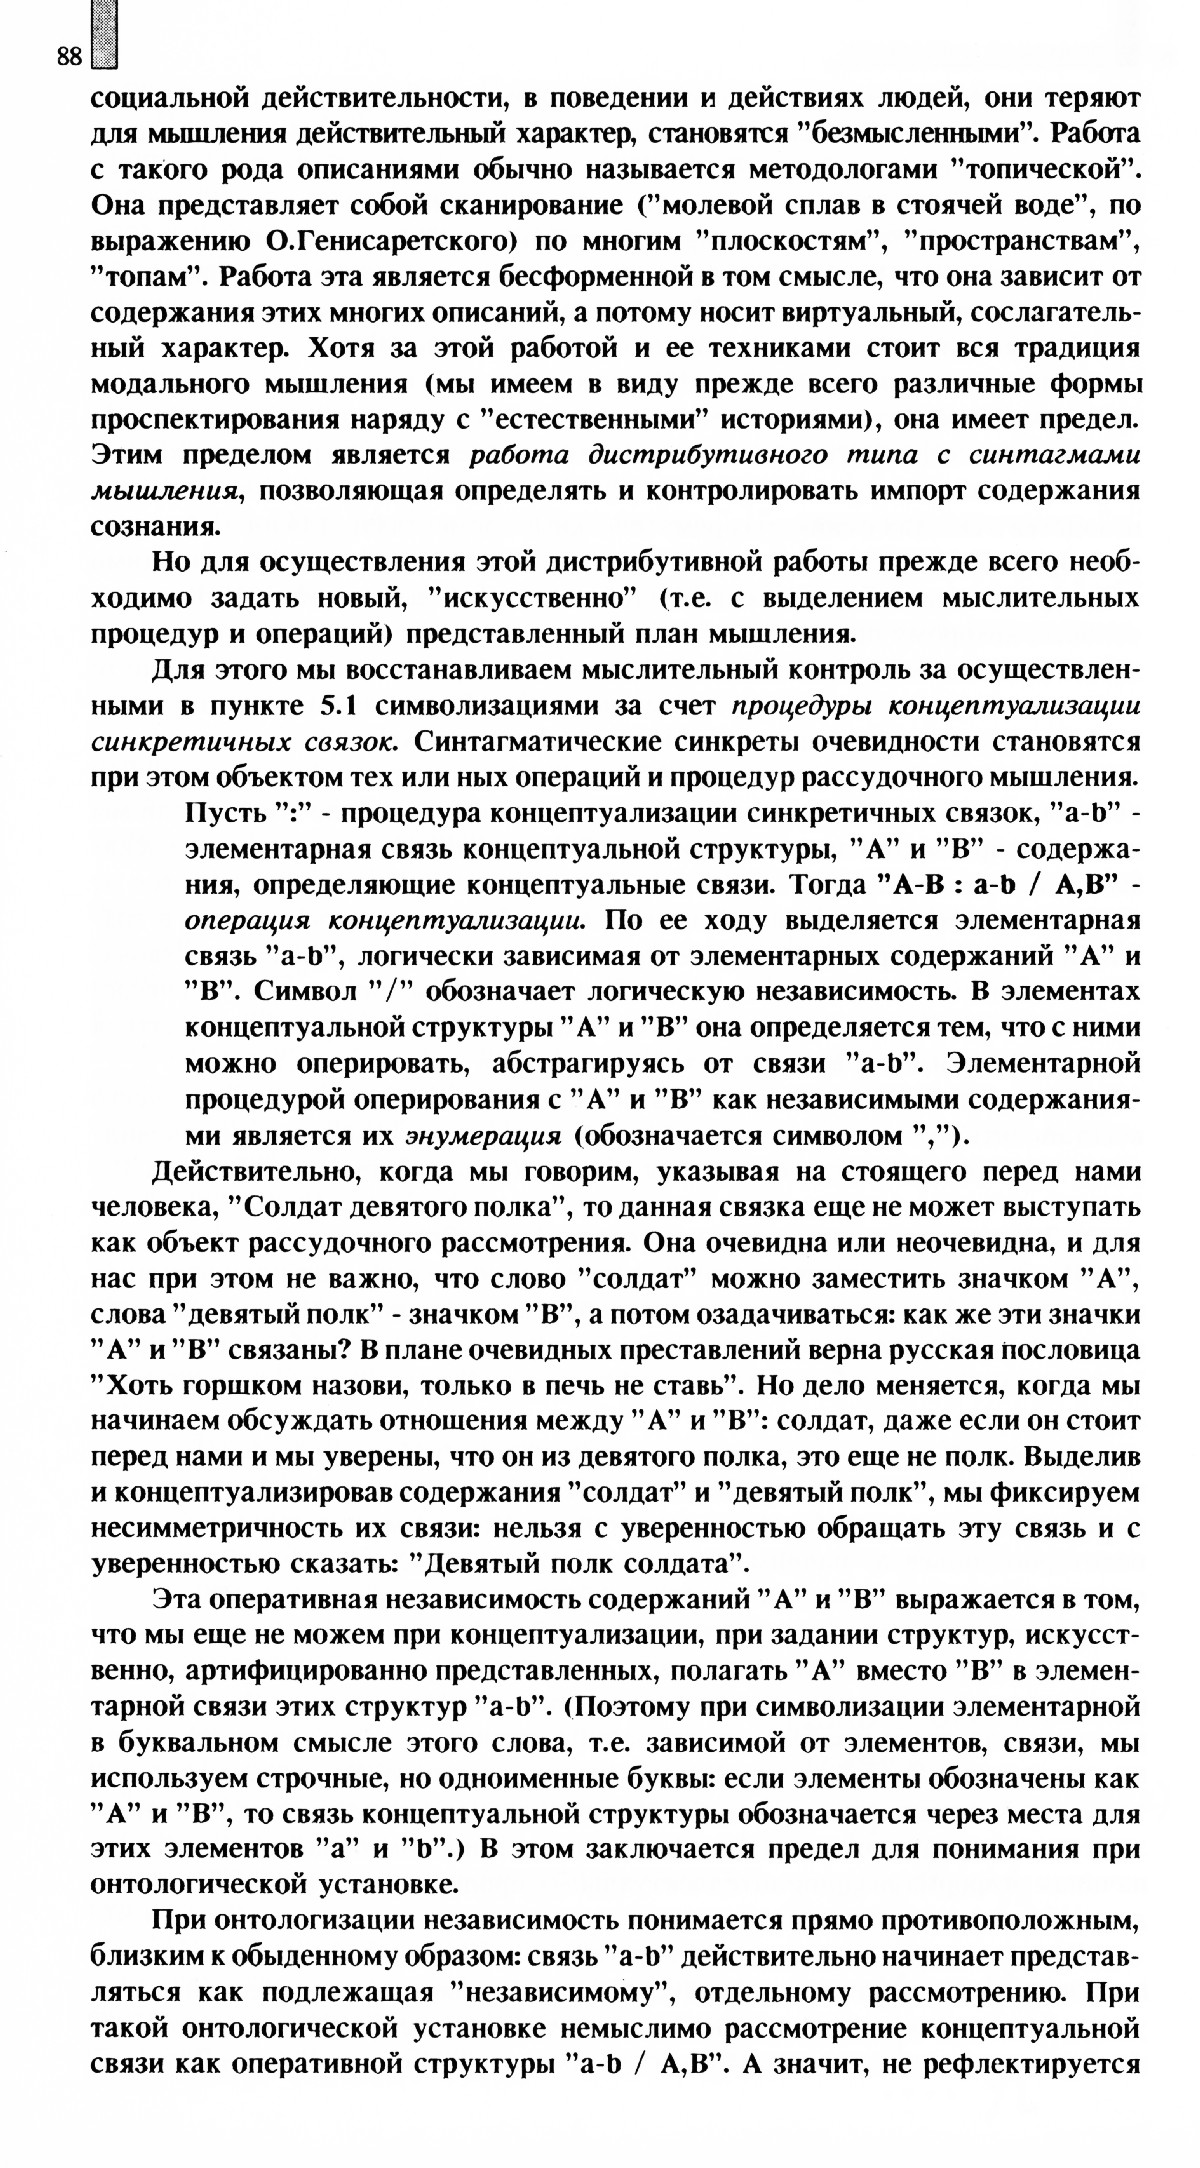 88
социальной действительности, в поведении и действиях людей, они теряют
для мышления действительный характер, становятся ”безмысленными”. Работа
с такого рода описаниями обычно называется методологами ”топической”.
Она представляет собой сканирование (”молевой сплав в стоячей воде”, по
выражению О.Генисаретского) по многим ”плоскостям”, ”пространствам”,
”топам”. Работа эта является бесформенной в том смысле, что она зависит от
содержания этих многих описаний, а потому носит виртуальный, сослагатель-
ный характер. Хотя за этой работой и ее техниками стоит вся традиция
модального мышления (мы имеем в виду прежде всего различные формы
проспектирования наряду с ”естественными” историями), она имеет предел.
Этим пределом является работа дистрибутивного типа с синтагмами
мышления, позволяющая определять и контролировать импорт содержания
сознания.
Но для осуществления этой дистрибутивной работы прежде всего необ-
ходимо задать новый, ”искусственно” (т.е. с выделением мыслительных
процедур и операций) представленный план мышления.
Для этого мы восстанавливаем мыслительный контроль за осуществлен-
ными в пункте 5.1 символизациями за счет процедуры концептуализации
синкретичных связок. Синтагматические синкреты очевидности становятся
при этом объектом тех или ных операций и процедур рассудочного мышления.
Пусть ”:” - процедура концептуализации синкретичных связок, ”a-b” -
элементарная связь концептуальной структуры, ”А” и ”В” - содержа-
ния, определяющие концептуальные связи. Тогда ”А-В : a-b / А,В” -
операция концептуализации. По ее ходу выделяется элементарная
связь ”a-b”, логически зависимая от элементарных содержаний ”А” и
”В”. Символ ”/” обозначает логическую независимость. В элементах
концептуальной структуры ”А” и ”В” она определяется тем, что с ними
можно оперировать, абстрагируясь от связи ”a-b”. Элементарной
процедурой оперирования с ”А” и ”В” как независимыми содержания-
ми является их энумерация (обозначается символом ”,”).
Действительно, когда мы говорим, указывая на стоящего перед нами
человека, ”Солдат девятого полка”, то данная связка еще не может выступать
как объект рассудочного рассмотрения. Она очевидна или неочевидна, и для
нас при этом не важно, что слово ”солдат” можно заместить значком ”А”,
слова ”девятый полк” - значком ”В”, а потом озадачиваться: как же эти значки
”А” и ”В” связаны? В плане очевидных преставлений верна русская пословица
”Хоть горшком назови, только в печь не ставь”. Но дело меняется, когда мы
начинаем обсуждать отношения между ”А” и ”В”: солдат, даже если он стоит
перед нами и мы уверены, что он из девятого полка, это еще не полк. Выделив
и концептуализировав содержания ”солдат” и ”девятый полк”, мы фиксируем
несимметричность их связи: нельзя с уверенностью обращать эту связь и с
уверенностью сказать: ”Девятый полк солдата”.
Эта оперативная независимость содержаний ”А” и ”В” выражается в том,
что мы еще не можем при концептуализации, при задании структур, искусст-
венно, артифицированно представленных, полагать ”А” вместо ”В” в элемен-
тарной связи этих структур ”a-b”. (Поэтому при символизации элементарной
в буквальном смысле этого слова, т.е. зависимой от элементов, связи, мы
используем строчные, но одноименные буквы: если элементы обозначены как
”А” и ”В”, то связь концептуальной структуры обозначается через места для
этих элементов ”a” и ”b”.) В этом заключается предел для понимания при
онтологической установке.
При онтологизации независимость понимается прямо противоположным,
близким к обыденному образом: связь ”a-b” действительно начинает представ-
ляться как подлежащая ”независимому”, отдельному рассмотрению. При
такой онтологической установке немыслимо рассмотрение концептуальной
связи как оперативной структуры ”a-b / А,В”. А значит, не рефлектируется